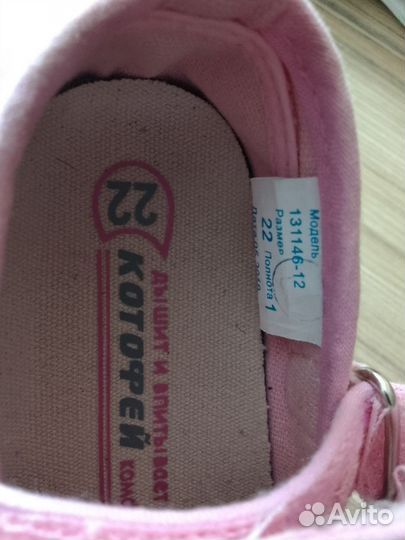 22
ДЫШИТ И ВПИТЫВАЕТ
КОТОФЕЙ
Модель
131146-12
Размер
22 Полнота 1
Avito